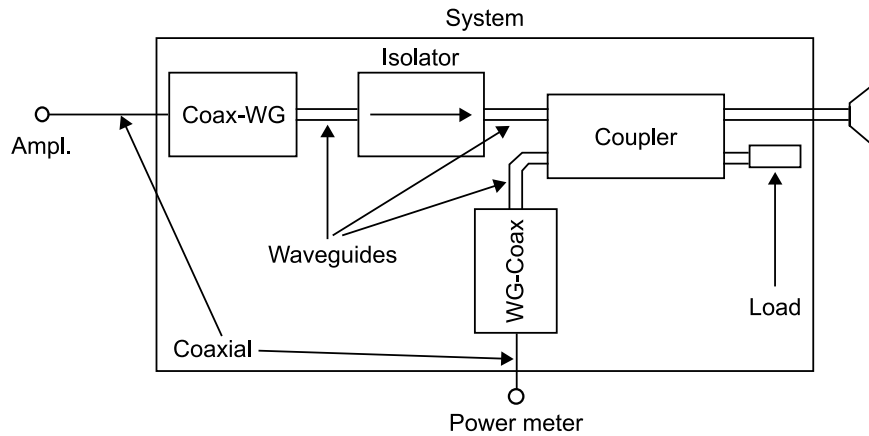 System
Isolator
Coax-WG
Coupler
Ampl.
Waveguides
WG-Coax
Load
Coaxial
Power meter